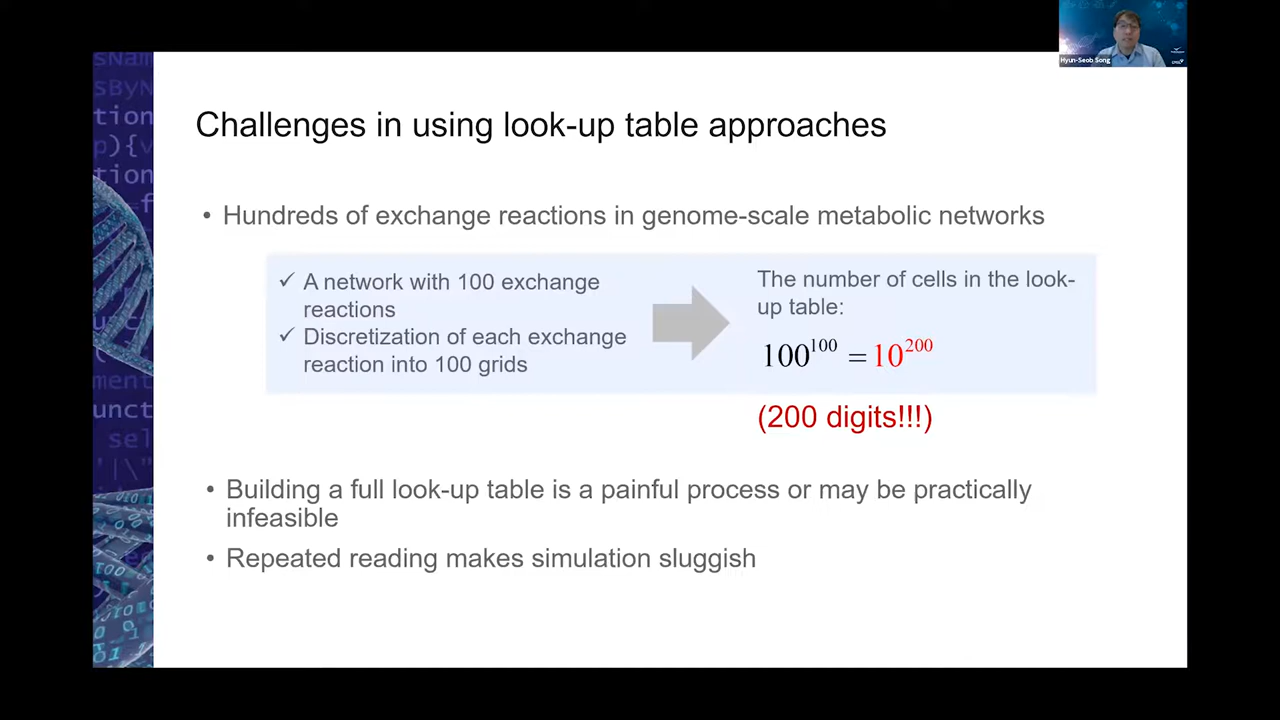 Hyun-Seob Song
Challenges in using look-up table approaches
• Hundreds of exchange reactions in genome-scale metabolic networks
✓ A network with 100 exchange
reactions
✓ Discretization of each exchange
reaction into 100 grids
The number of cells in the look-
up table:
100^100 = 10^200
(200 digits!!!)
• Building a full look-up table is a painful process or may be practically
infeasible
• Repeated reading makes simulation sluggish